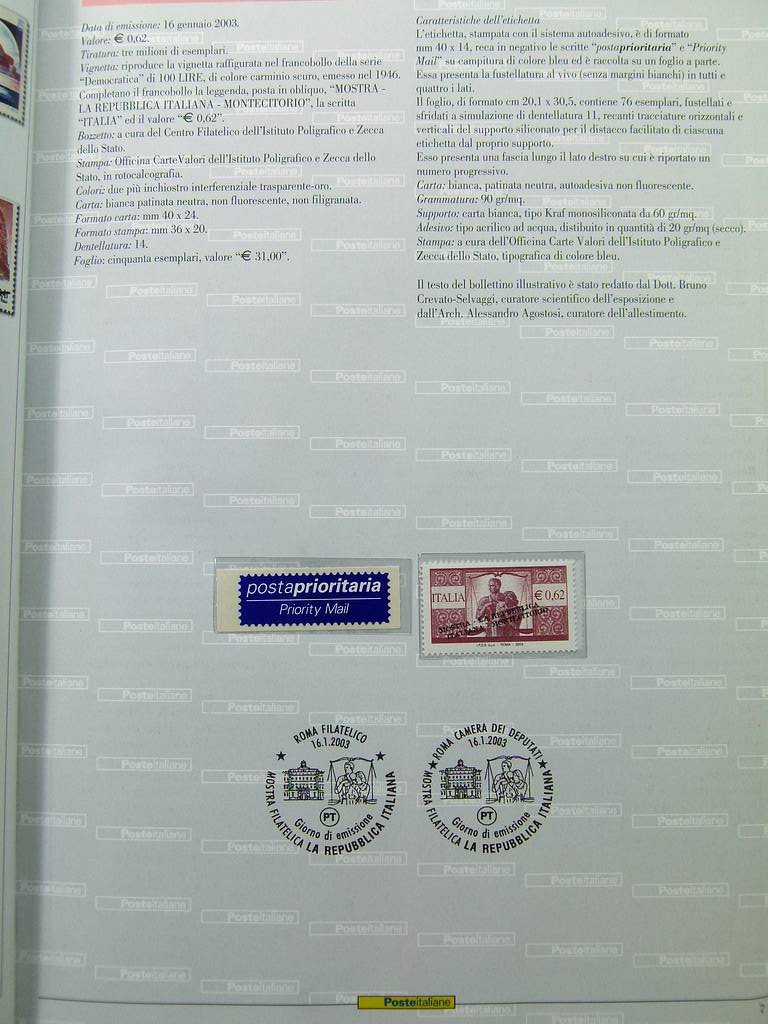 Data di emissione: 16 gennaio 2003.
Valore: € 0,62.
Tiratura: tre milioni di esemplari.
Vignetta: riproduce la vignetta raffigurata nel francobollo della serie
“Democratica” di 100 LIRE, di colore carminio scuro, emesso nel 1946.
Completano il francobollo la leggenda, posta in obliquo, “MOSTRA -
LA REPUBBLICA ITALIANA - MONTECITORIO”, la scritta
“ITALIA” ed il valore “€ 0,62”.
Bozzetto: a cura del Centro Filatelico dell'Istituto Poligrafico e Zecca
dello Stato.
Stampa: Officina CarteValori dell'Istituto Poligrafico e Zecca dello
Stato, in rotocalcografia.
Colori: due più inchiostro interferenziale trasparente-oro.
Carta: bianca patinata neutra, non fluorescente, non filigranata.
Formato carta: mm 40 x 24.
Formato stampa: mm 36 x 20.
Dentellatura: 14.
Foglio: cinquanta esemplari, valore “€ 31,00”.
Caratteristiche dell'etichetta
L'etichetta, stampata con il sistema autoadesivo, è di formato
mm 40 x 14, reca in negativo le scritte “postaprioritaria” e “Priority
Mail” su campitura di colore bleu ed è raccolta su un foglio a parte.
Essa presenta la fustellatura al vivo (senza margini bianchi) in tutti e
quattro i lati.
Il foglio, di formato cm 20,1 x 30,5, contiene 76 esemplari, fustellati e
sfridati a simulazione di dentellatura 11, recanti tracciature orizzontali e
verticali del supporto siliconato per il distacco facilitato di ciascuna
etichetta dal proprio supporto.
Esso presenta una fascia lungo il lato destro su cui è riportato un
numero progressivo.
Carta: bianca, patinata neutra, autoadesiva non fluorescente.
Grammatura: 90 gr/mq.
Supporto: carta bianca, tipo Kraf monosiliconata da 60 gr/mq.
Adesivo: tipo acrilico ad acqua, distibuito in quantità di 20 gr/mq (secco).
Stampa: a cura dell'Officina Carte Valori dell'Istituto Poligrafico e
Zecca dello Stato, tipografica di colore bleu.
Il testo del bollettino illustrativo è stato redatto dal Dott. Bruno
Crevato-Selvaggi, curatore scientifico dell'esposizione e
dall'Arch. Alessandro Agostosi, curatore dell'allestimento.
postaprioritaria
Priority Mail
ITALIA € 0,62
MOSTRA - LA REPUBBLICA
ITALIANA - MONTECITORIO
I.P.Z.S. S.p.A. - ROMA - 2003
ROMA FILATELICO
16.1.2003
PT
Giorno di emissione
MOSTRA FILATELICA LA REPUBBLICA ITALIANA
ROMA CAMERA DEI DEPUTATI
16.1.2003
PT
Giorno di emissione
MOSTRA FILATELICA LA REPUBBLICA ITALIANA
Posteitaliane